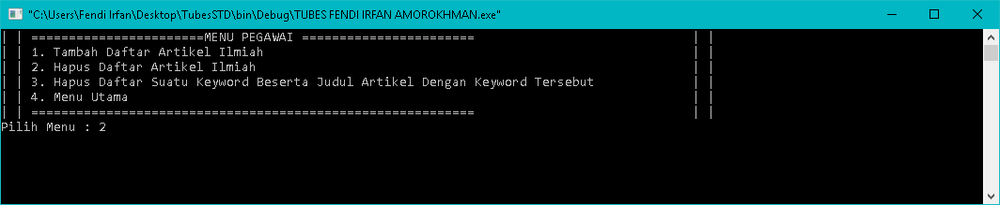 "C:\Users\Fendi Irfan\Desktop\TubesSTD\bin\Debug\TUBES FENDI IRFAN AMOROKHMAN.exe"
| | =======================MENU PEGAWAI ======================= | |
| | 1. Tambah Daftar Artikel Ilmiah | |
| | 2. Hapus Daftar Artikel Ilmiah | |
| | 3. Hapus Daftar Suatu Keyword Beserta Judul Artikel Dengan Keyword Tersebut | |
| | 4. Menu Utama | |
| | =========================================================== | |
Pilih Menu : 2